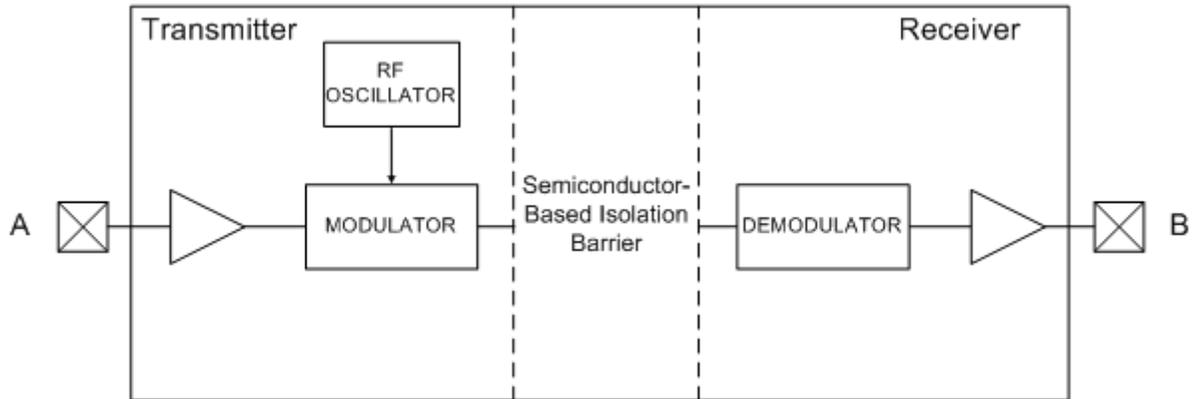 Transmitter
Receiver
RF
OSCILLATOR
A
MODULATOR
Semiconductor-
Based Isolation
Barrier
DEMODULATOR
B